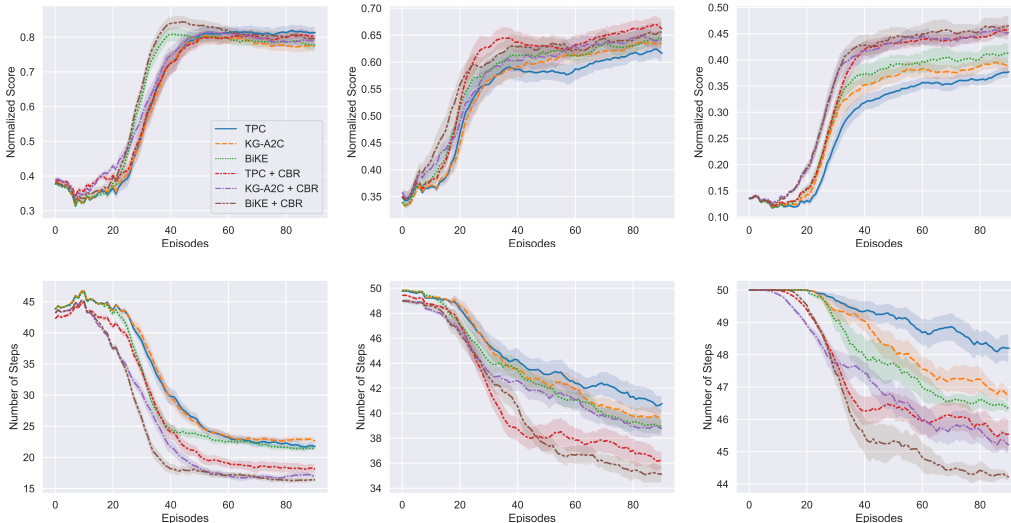 0.8
0.7
0.6
0.5
0.4
0.3
Normalized Score
0 20 40 60 80
Episodes
TPC
KG-A2C
BiKE
TPC + CBR
KG-A2C + CBR
BiKE + CBR
0.70
0.65
0.60
0.55
0.50
0.45
0.40
0.35
Normalized Score
0 20 40 60 80
Episodes
0.50
0.45
0.40
0.35
0.30
0.25
0.20
0.15
0.10
Normalized Score
0 20 40 60 80
Episodes
45
40
35
30
25
20
15
Number of Steps
0 20 40 60 80
Episodes
50
48
46
44
42
40
38
36
34
Number of Steps
0 20 40 60 80
Episodes
50
49
48
47
46
45
44
Number of Steps
0 20 40 60 80
Episodes